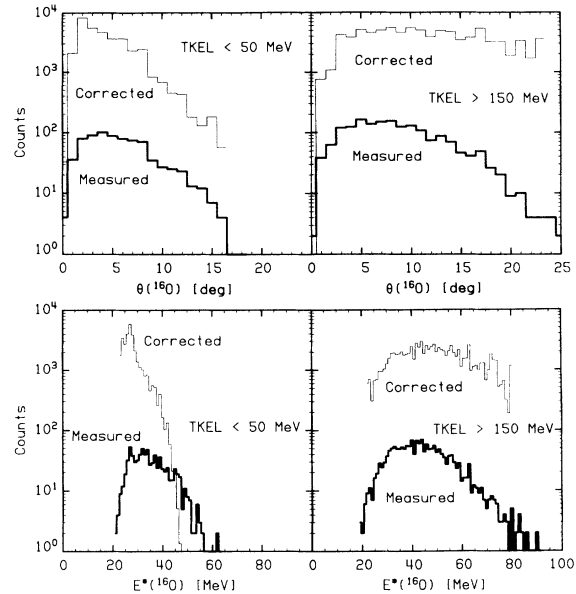 10⁴
10³
10²
10¹
10⁰
Counts
TKEL < 50 MeV
Corrected
Measured
0 5 10 15 20
θ(¹⁶O) [deg]
TKEL > 150 MeV
Corrected
Measured
0 5 10 15 20 25
θ(¹⁶O) [deg]
10⁴
10³
10²
10¹
10⁰
Counts
Corrected
Measured
TKEL < 50 MeV
0 20 40 60 80
E*(¹⁶O) [MeV]
Corrected
TKEL > 150 MeV
Measured
0 20 40 60 80 100
E*(¹⁶O) [MeV]